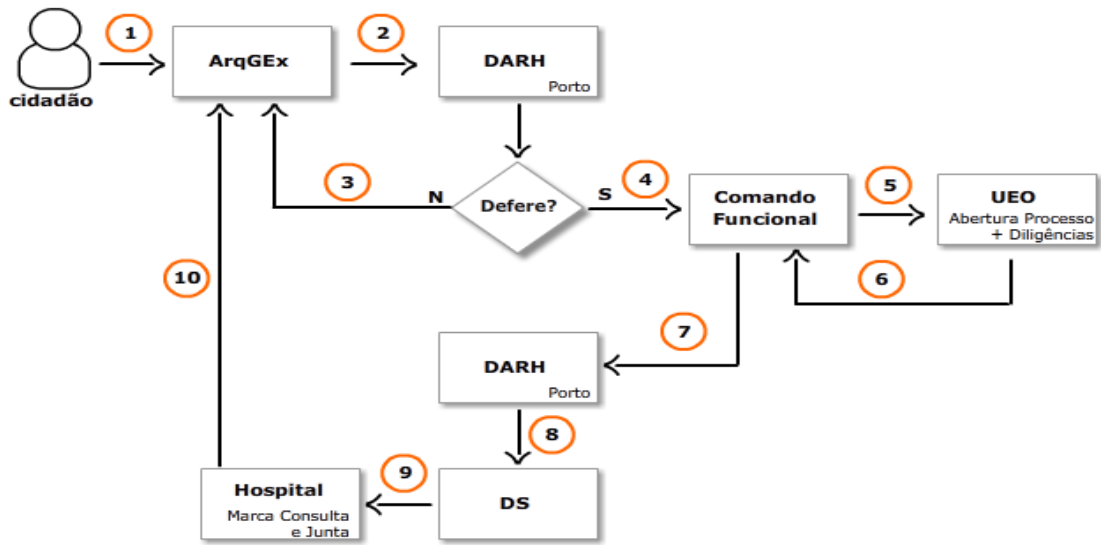 1
2
ArqGEx
DARH
Porto
cidadão
3
N
Defere?
S
4
Comando
Funcional
5
UEO
Abertura Processo
+ Diligências
6
10
7
DARH
Porto
8
9
Hospital
Marca Consulta
e Junta
DS